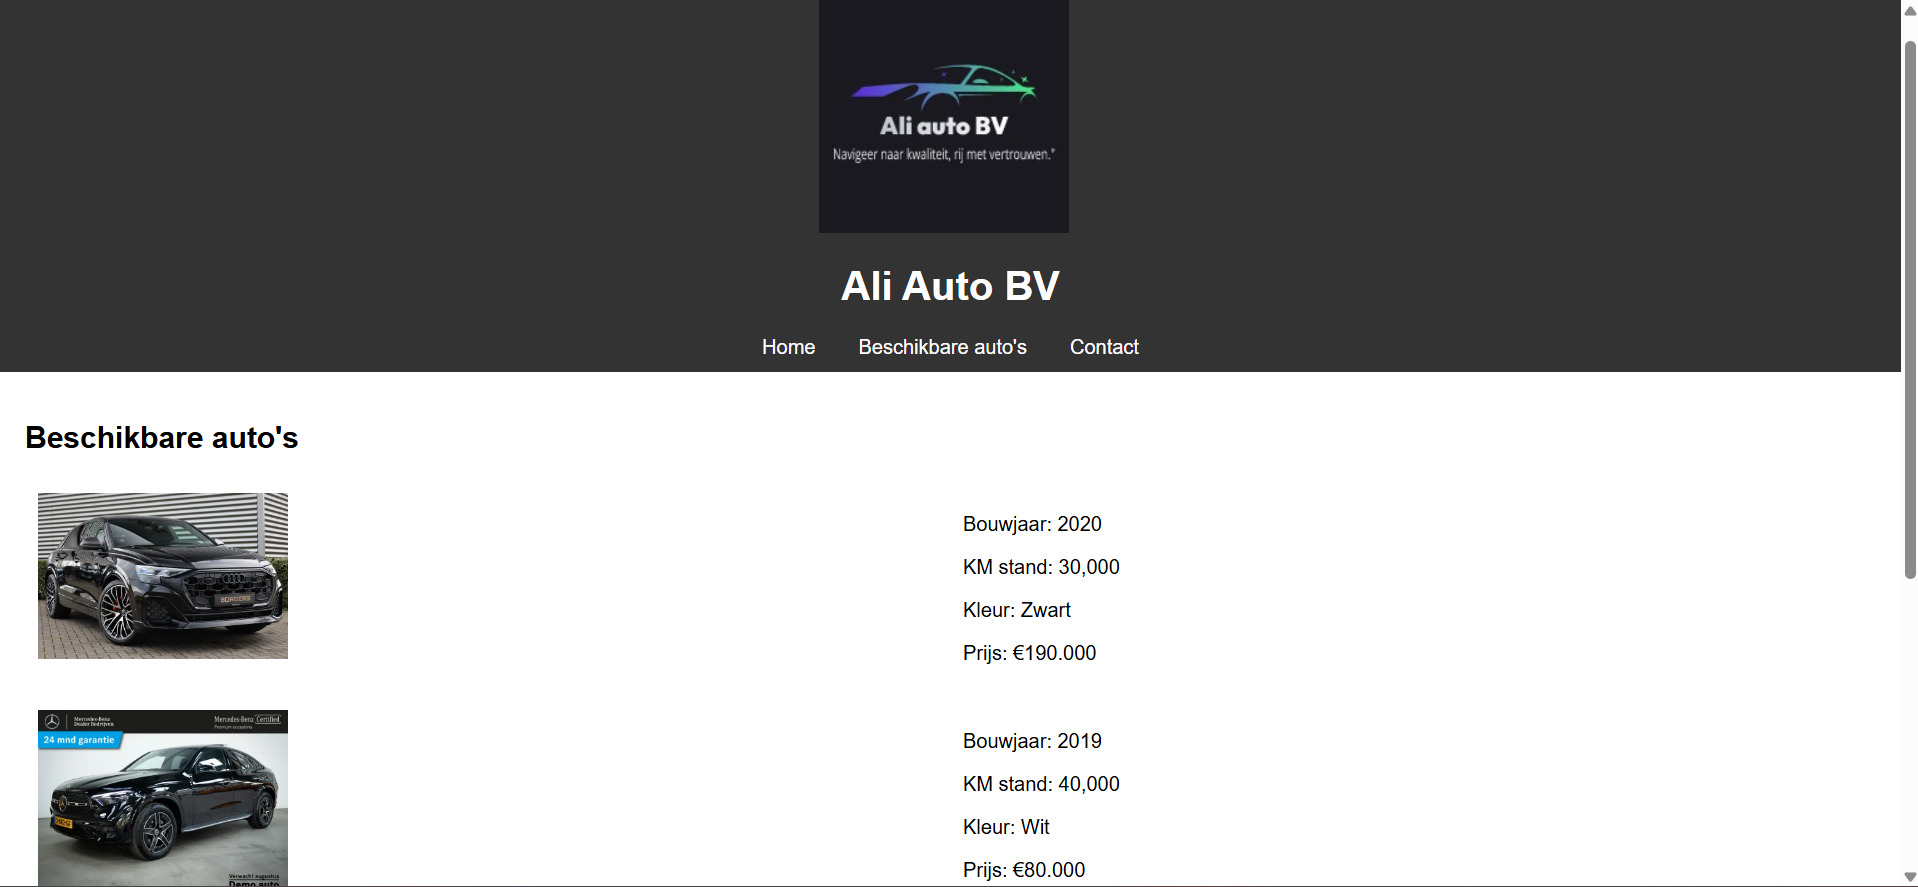 Ali auto BV
Navigeer naar kwaliteit, rij met vertrouwen."
Ali Auto BV
Home
Beschikbare auto's
Contact
Beschikbare auto's
BORGERS
Bouwjaar: 2020
KM stand: 30,000
Kleur: Zwart
Prijs: €190.000
Mercedes-Benz
Dealer Bedrijven
Mercedes-Benz Certified
Premium occasions
24 mnd garantie
Verwacht augustus
Demo auto
Bouwjaar: 2019
KM stand: 40,000
Kleur: Wit
Prijs: €80.000